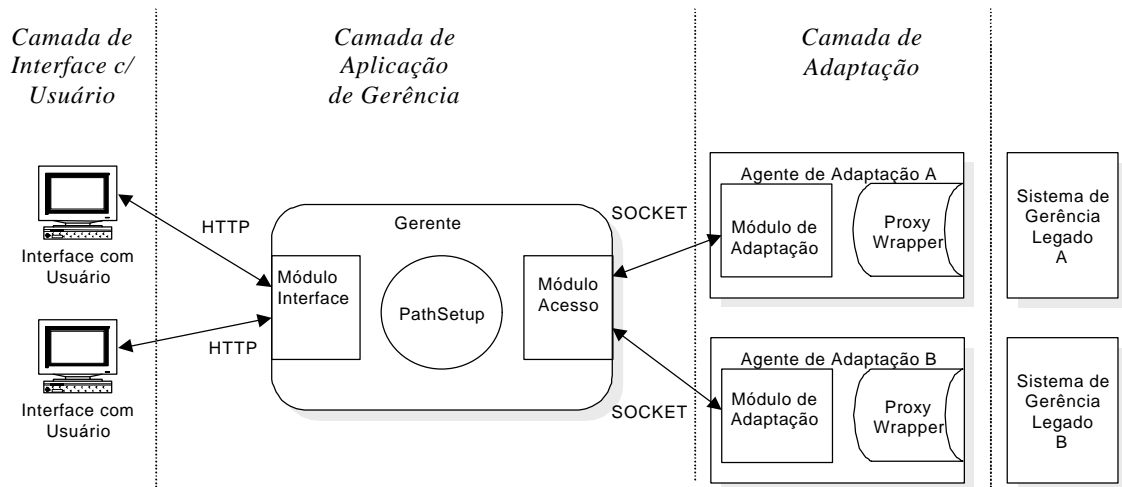 Camada de
Interface c/
Usuário
Camada de
Aplicação
de Gerência
Camada de
Adaptação
HTTP
Interface com
Usuário
HTTP
Interface com
Usuário
Gerente
Módulo
Interface
PathSetup
Módulo
Acesso
SOCKET
SOCKET
Agente de Adaptação A
Módulo de
Adaptação
Proxy
Wrapper
Agente de Adaptação B
Módulo de
Adaptação
Proxy
Wrapper
Sistema de
Gerência
Legado
A
Sistema de
Gerência
Legado
B